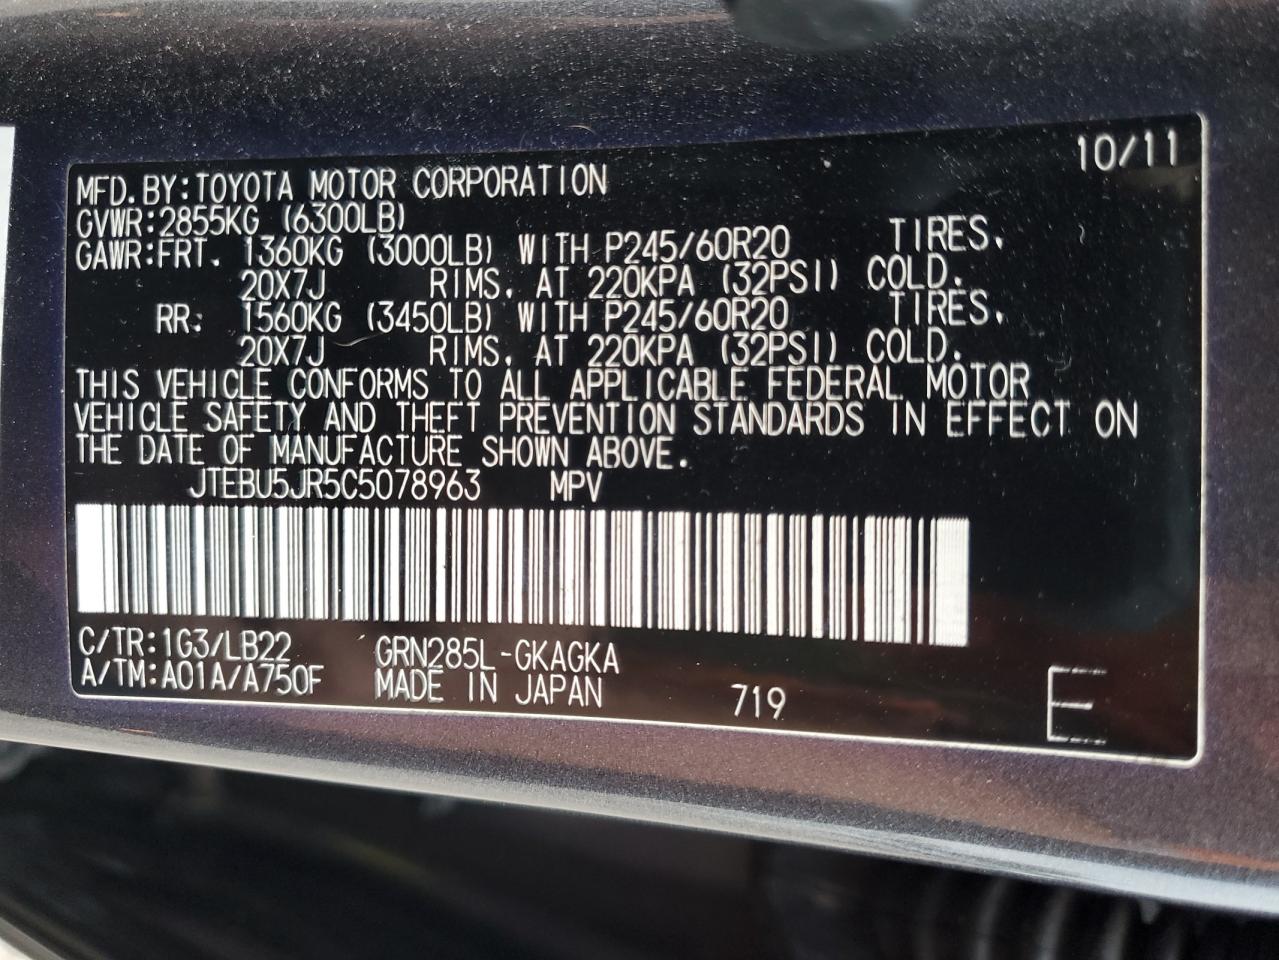 10/11
MFD.BY:TOYOTA MOTOR CORPORATION
GVWR:2855KG (6300LB)
GAWR:FRT. 1360KG (3000LB) WITH P245/60R20 TIRES,
20X7J RIMS, AT 220KPA (32PSI) COLD.
RR: 1560KG (3450LB) WITH P245/60R20 TIRES,
20X7J RIMS, AT 220KPA (32PSI) COLD.
THIS VEHICLE CONFORMS TO ALL APPLICABLE FEDERAL MOTOR
VEHICLE SAFETY AND THEFT PREVENTION STANDARDS IN EFFECT ON
THE DATE OF MANUFACTURE SHOWN ABOVE.
JTEBU5JR5C5078963 MPV
C/TR:1G3/LB22 GRN285L-GKAGKA
A/TM:A01A/A750F MADE IN JAPAN 719 E